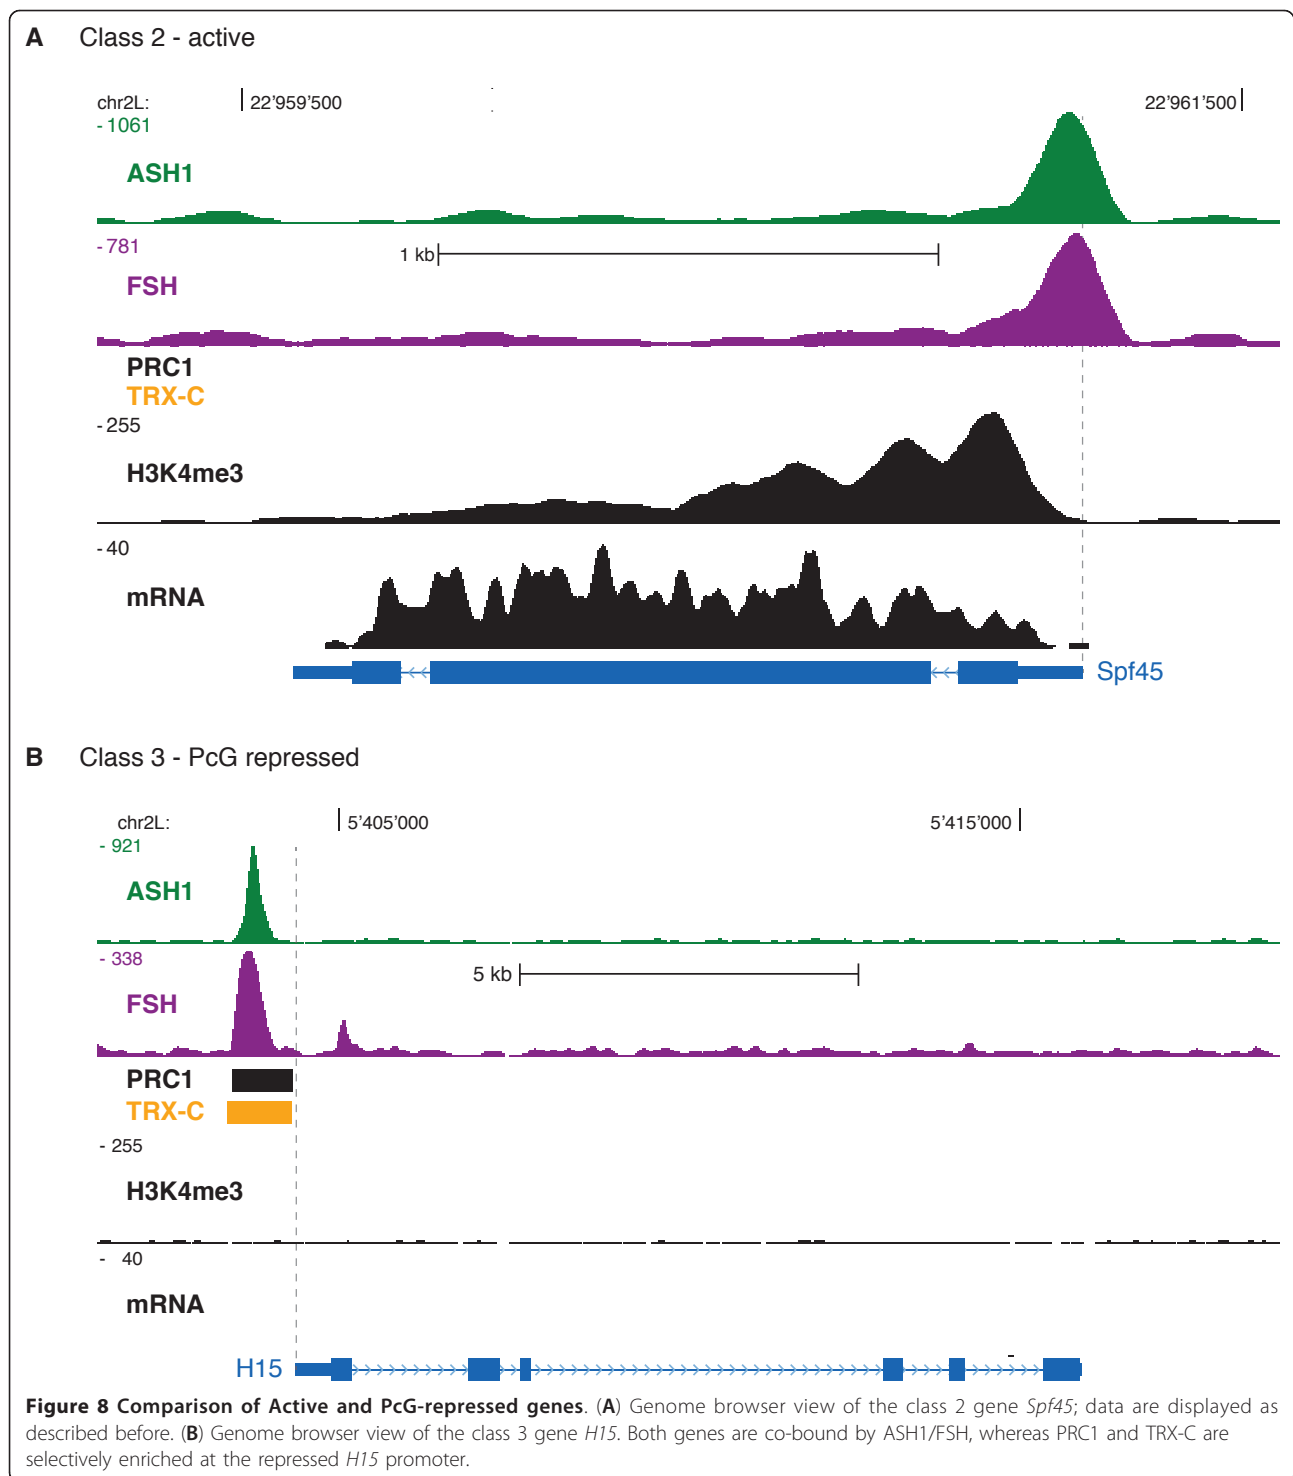 A Class 2 - active
chr2L: 22'959'500 22'961'500
- 1061
ASH1
- 781
1 kb
FSH
PRC1
TRX-C
- 255
H3K4me3
- 40
mRNA
Spf45
B Class 3 - PcG repressed
chr2L: 5'405'000 5'415'000
- 921
ASH1
- 338
5 kb
FSH
PRC1
TRX-C
- 255
H3K4me3
- 40
mRNA
H15
Figure 8 Comparison of Active and PcG-repressed genes. (A) Genome browser view of the class 2 gene Spf45; data are displayed as
described before. (B) Genome browser view of the class 3 gene H15. Both genes are co-bound by ASH1/FSH, whereas PRC1 and TRX-C are
selectively enriched at the repressed H15 promoter.